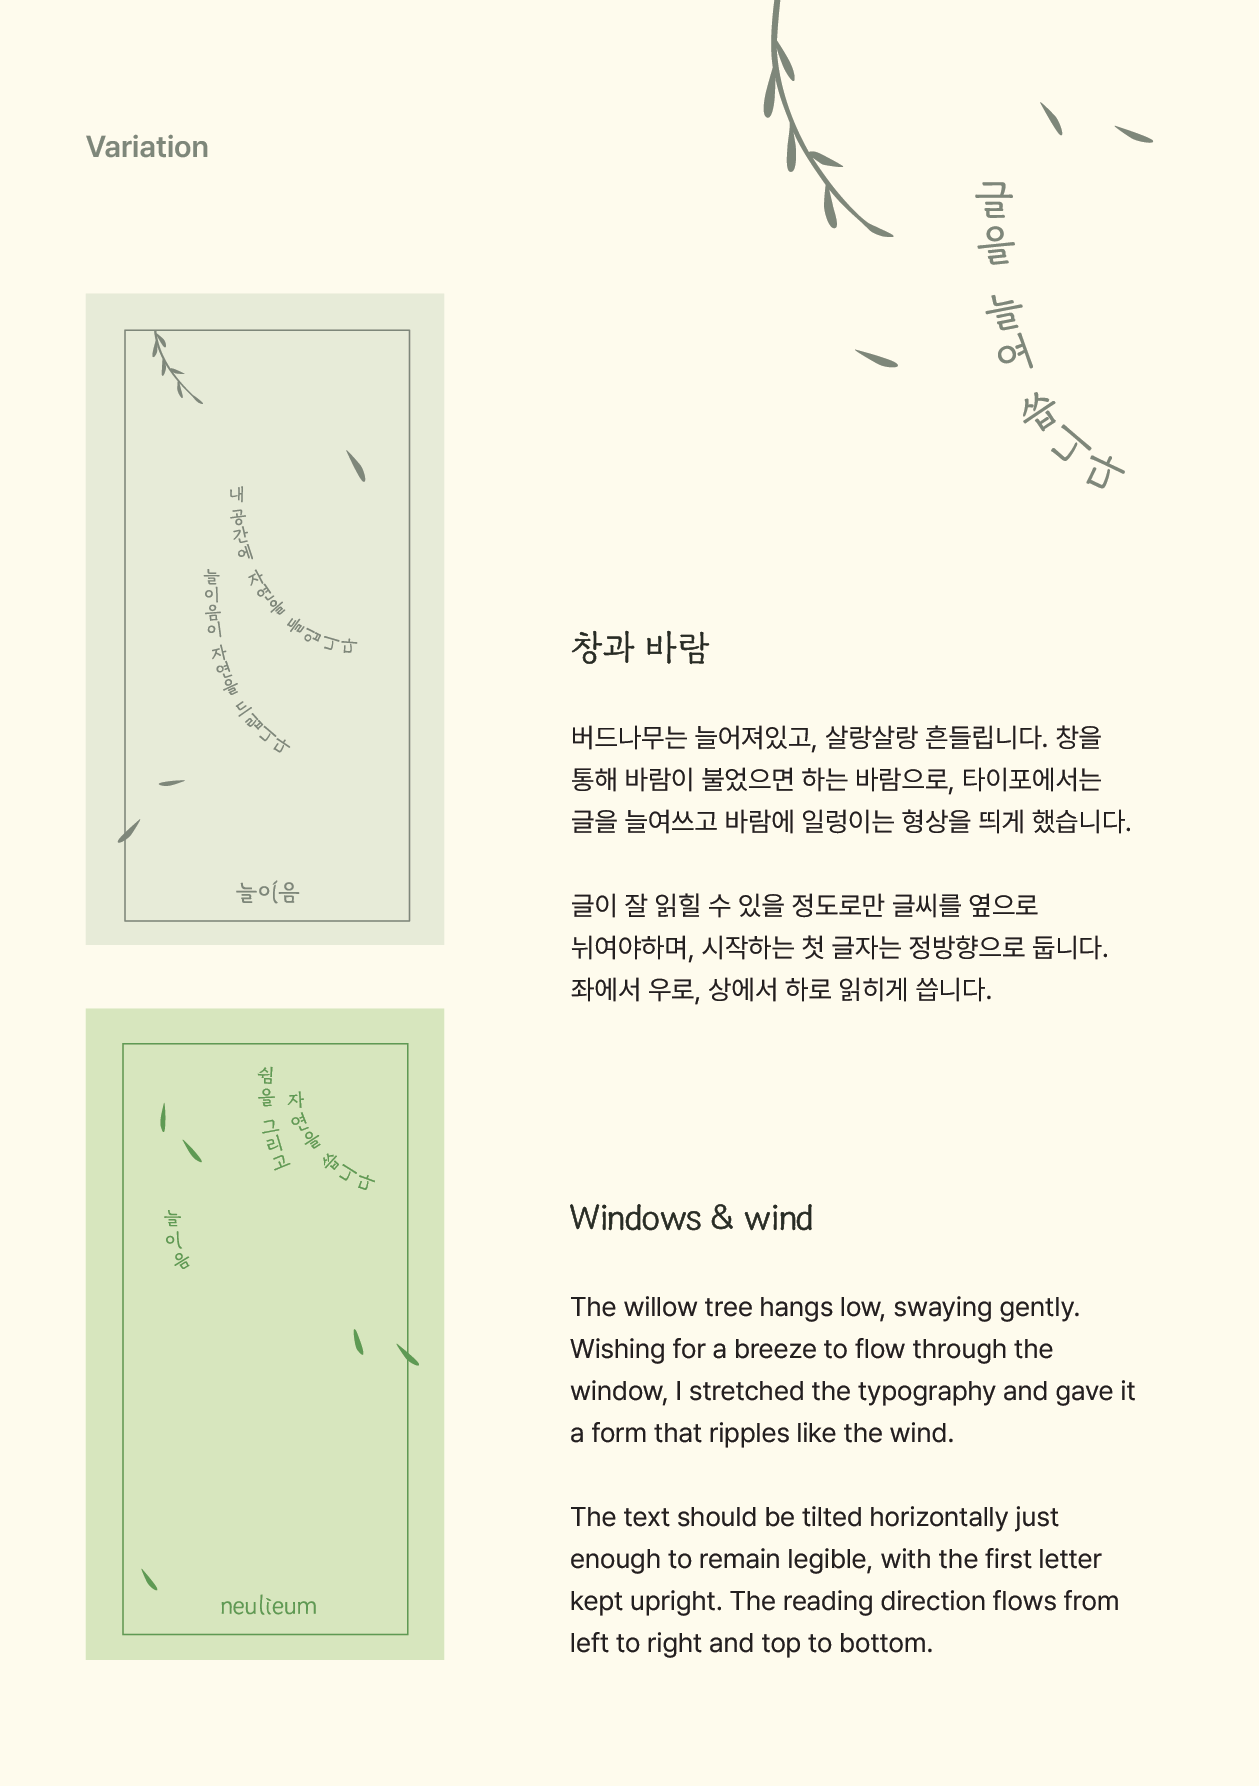 Variation
글을 늘여 씁니다
내 공간에 자연을 들입니다
늘이음이 자연을 비춥니다
늘이음
쉼을 그리고
자연을 씁니다
늘이음
neulieum
창과 바람
버드나무는 늘어져있고, 살랑살랑 흔들립니다. 창을
통해 바람이 불었으면 하는 바람으로, 타이포에서는
글을 늘여쓰고 바람에 일렁이는 형상을 띄게 했습니다.
글이 잘 읽힐 수 있을 정도로만 글씨를 옆으로
뉘여야하며, 시작하는 첫 글자는 정방향으로 둡니다.
좌에서 우로, 상에서 하로 읽히게 씁니다.
Windows & wind
The willow tree hangs low, swaying gently.
Wishing for a breeze to flow through the
window, I stretched the typography and gave it
a form that ripples like the wind.
The text should be tilted horizontally just
enough to remain legible, with the first letter
kept upright. The reading direction flows from
left to right and top to bottom.